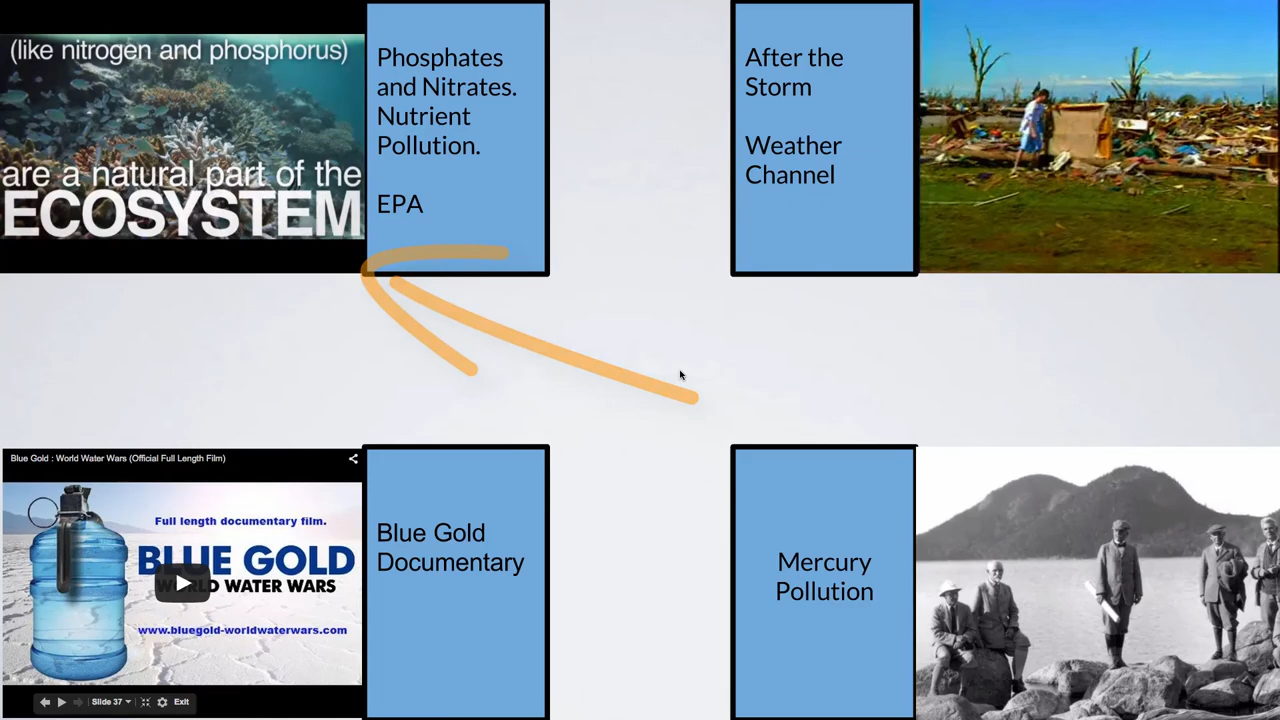 (like nitrogen and phosphorus)
are a natural part of the
ECOSYSTEM
Phosphates
and Nitrates.
Nutrient
Pollution.
EPA
After the
Storm
Weather
Channel
Blue Gold : World Water Wars (Official Full Length Film)
Full length documentary film.
BLUE GOLD
WORLD WATER WARS
www.bluegold-worldwaterwars.com
Slide 37
Exit
Blue Gold
Documentary
Mercury
Pollution